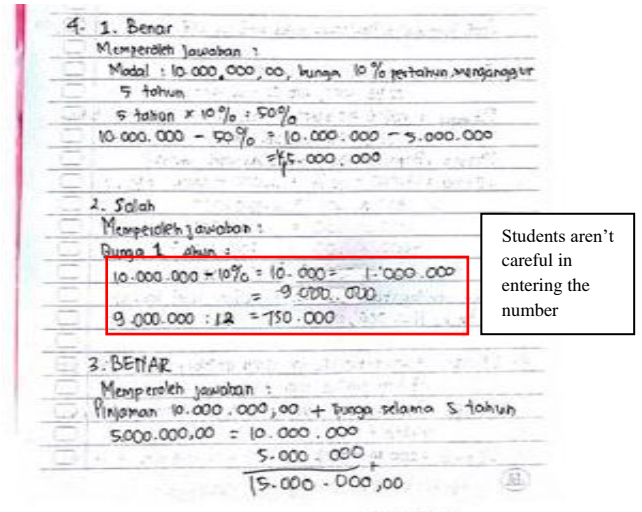 4. 1. Benar
Memperoleh jawaban :
Modal : 10.000.000,00, bunga 10% pertahun, menganggur
5 tahun
5 tahun x 10% : 50%
10.000.000 - 50% = 10.000.000 - 5.000.000
= 5.000.000
2. Salah
Memperoleh jawaban :
Bunga 1 ahun :
10.000.000 - 10% = 10.000 = - 1.000.000
= 9.000.000
9.000.000 : 12 = 750.000
Students aren't
careful in
entering the
number
3. BENAR
Memperoleh jawaban :
Pinjaman 10.000.000,00 + bunga selama 5 tahun
5.000.000,00 = 10.000.000
5.000.000 +
15.000.000,00